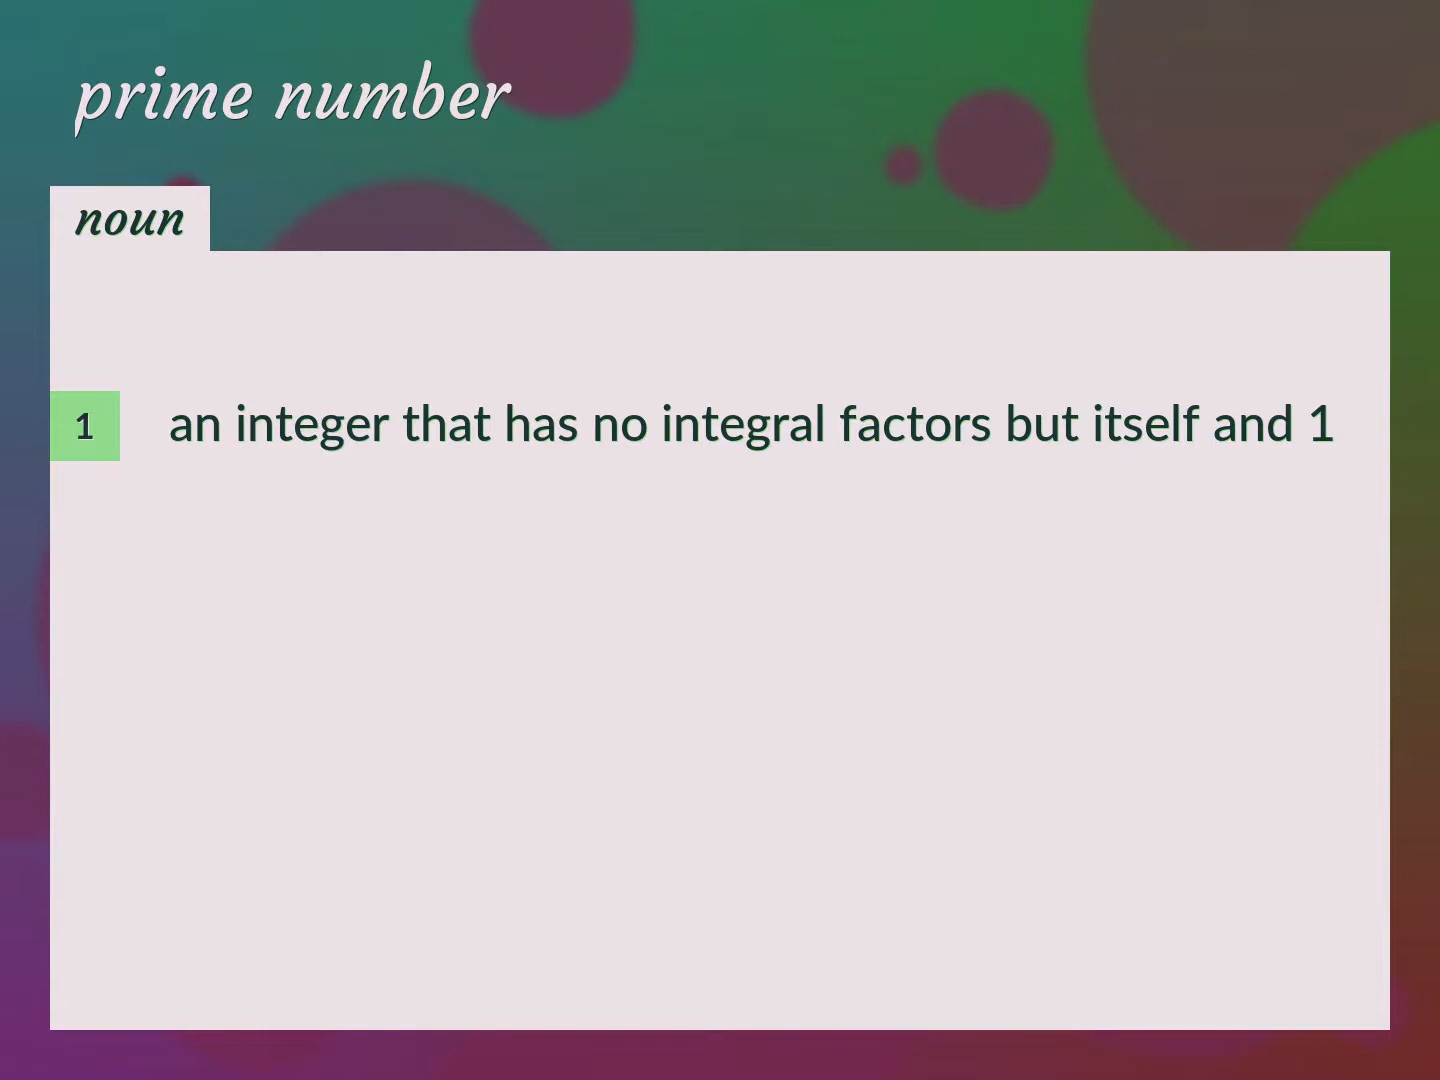 prime number
noun
1 an integer that has no integral factors but itself and 1